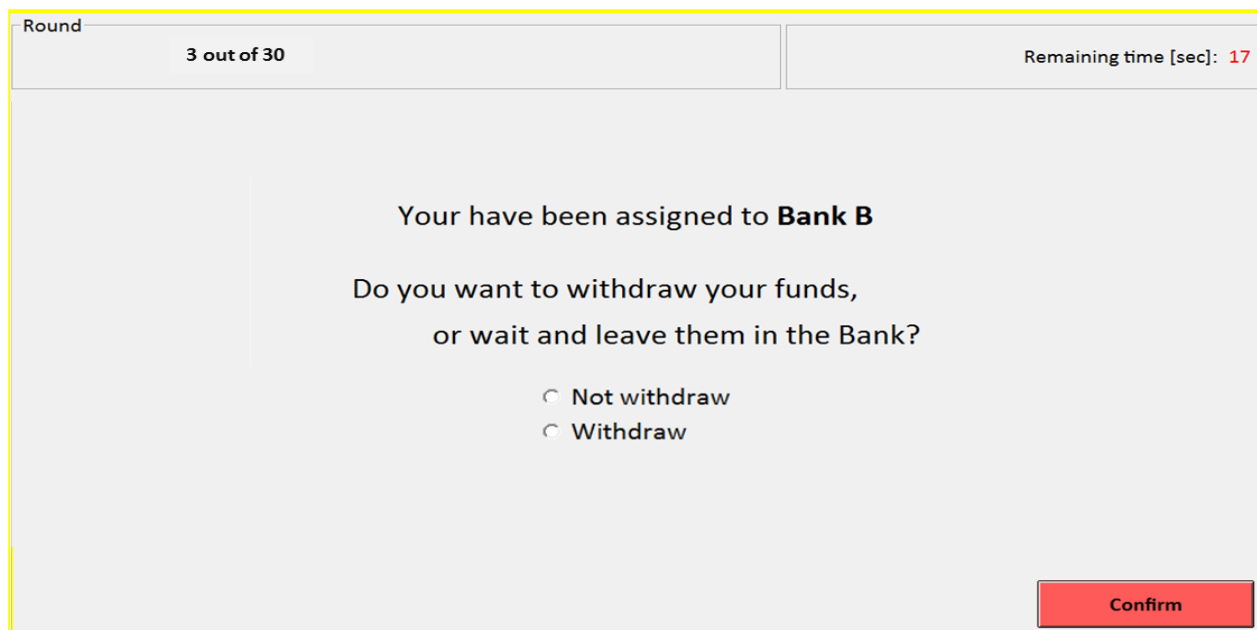 Round
3 out of 30
Remaining time [sec]: 17
Your have been assigned to Bank B
Do you want to withdraw your funds,
or wait and leave them in the Bank?
Not withdraw
Withdraw
Confirm